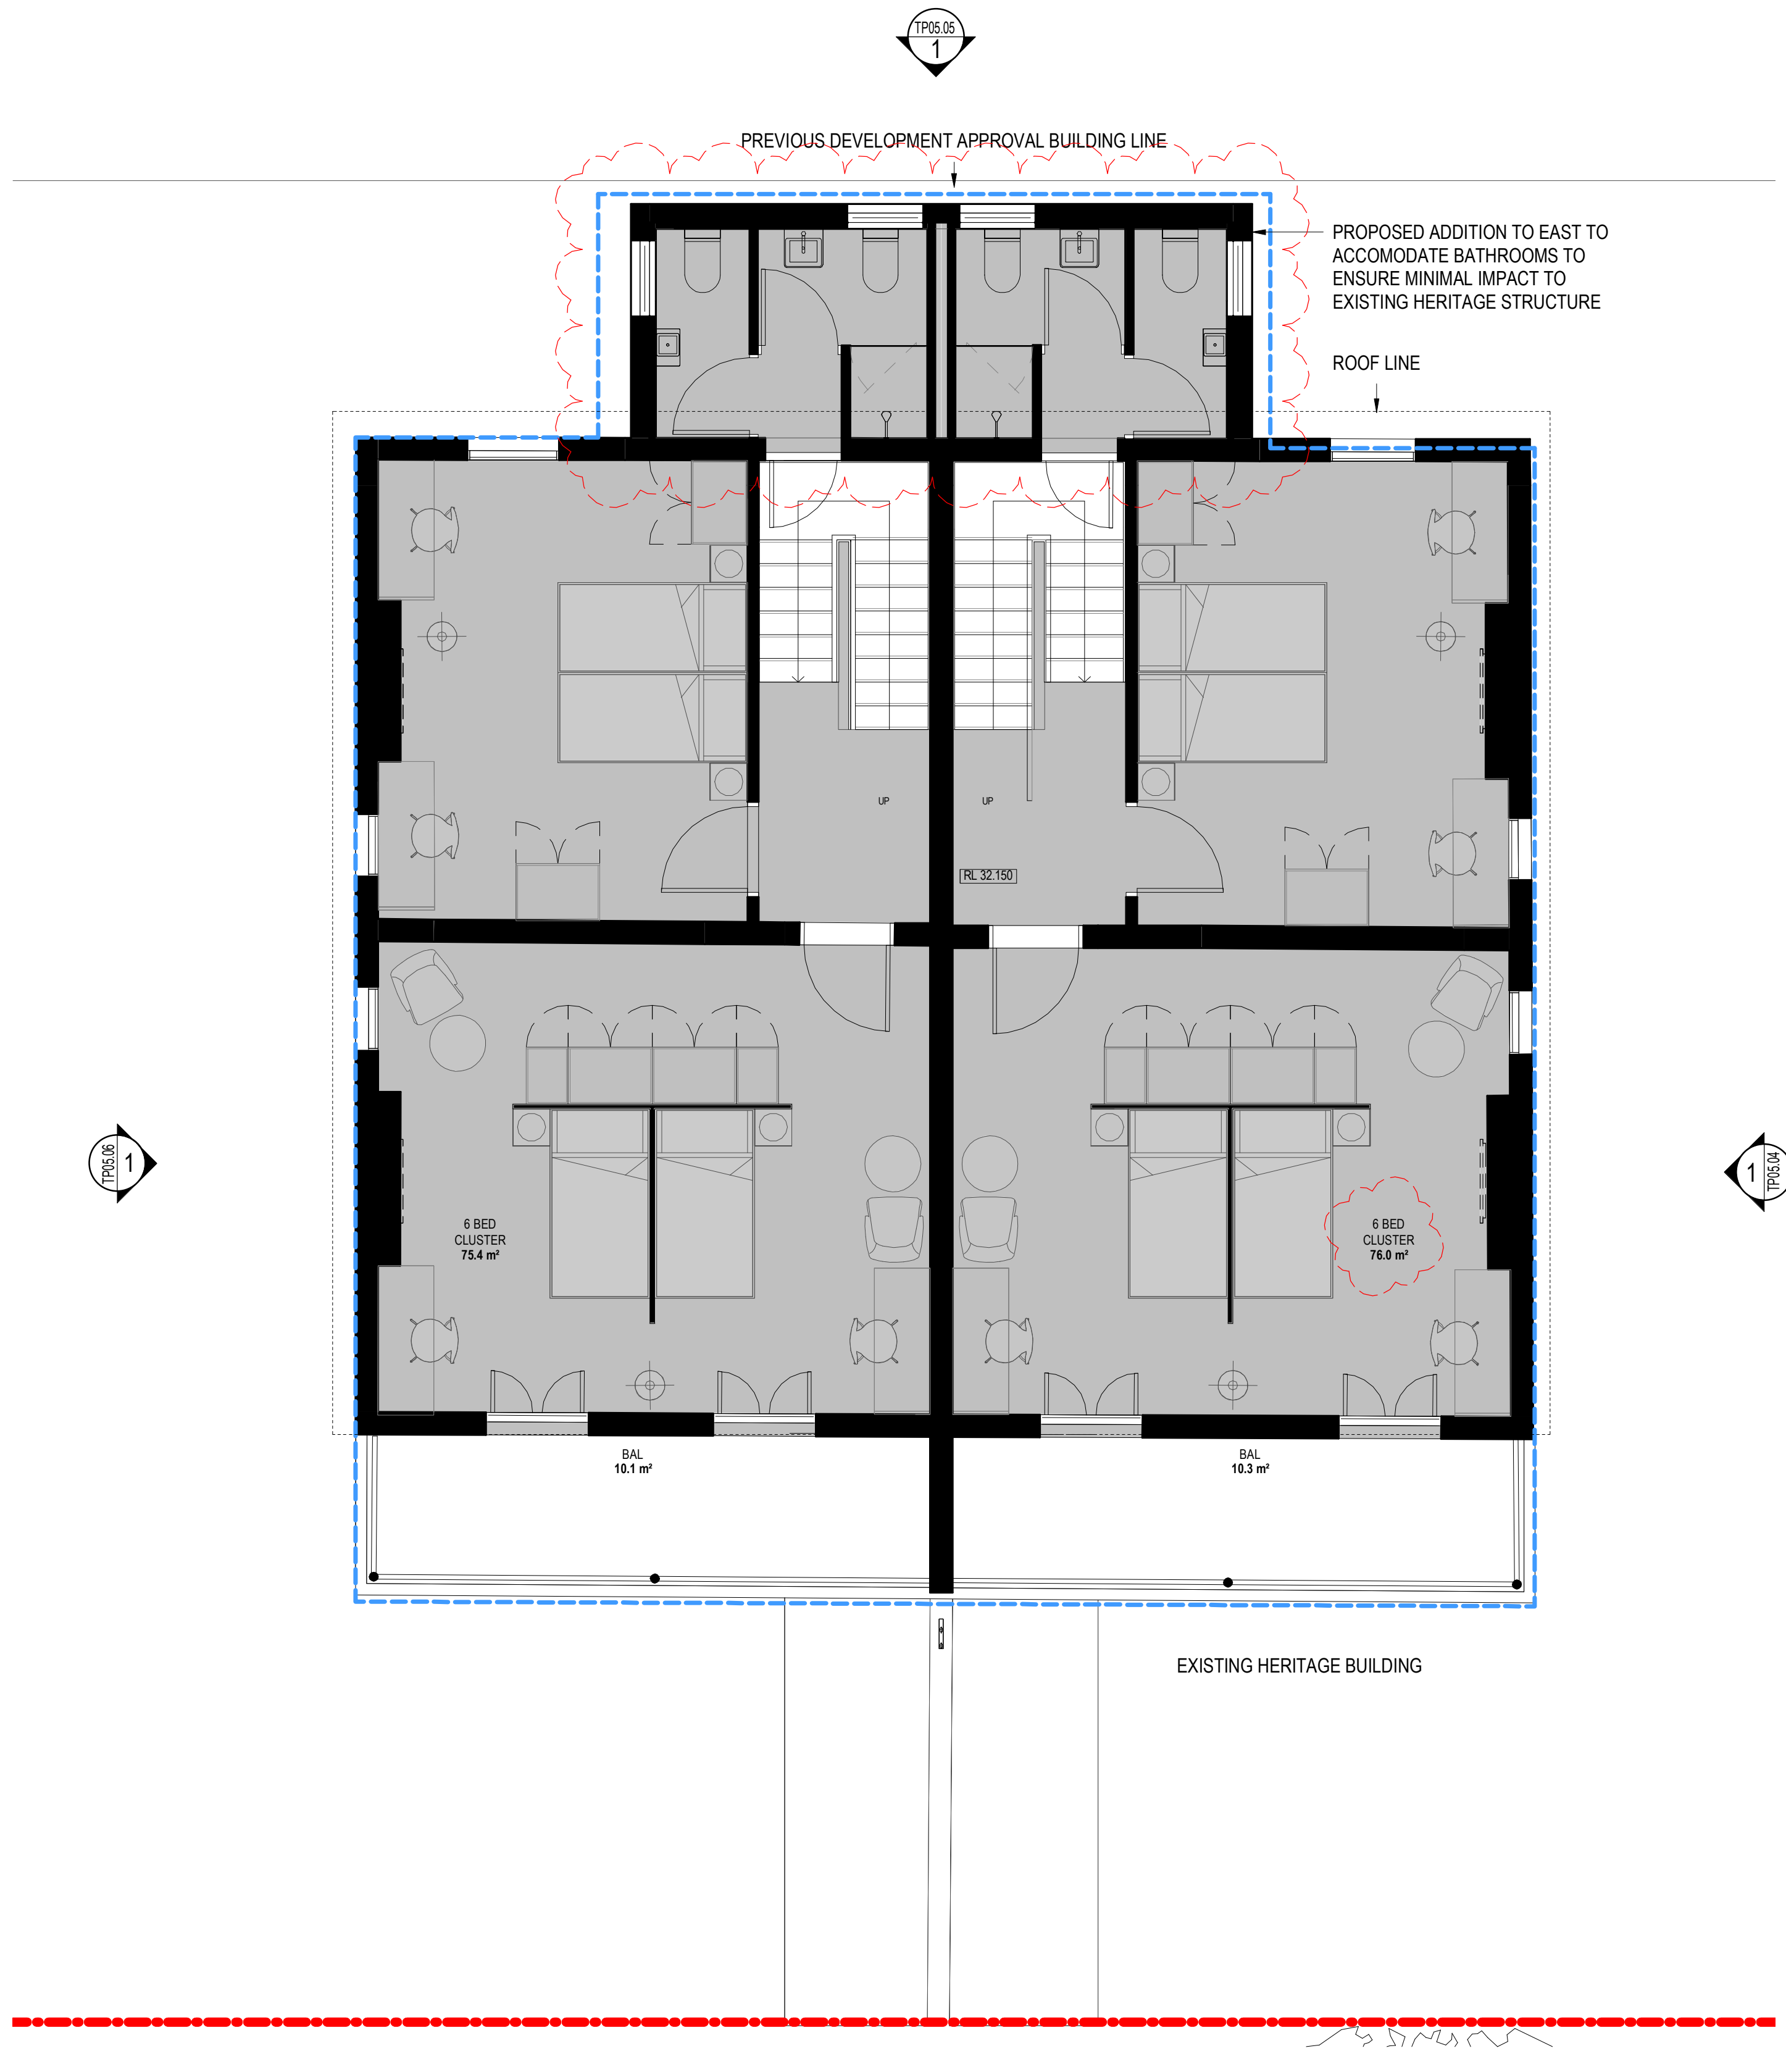 TP05.05
1
PREVIOUS DEVELOPMENT APPROVAL BUILDING LINE
PROPOSED ADDITION TO EAST TO
ACCOMODATE BATHROOMS TO
ENSURE MINIMAL IMPACT TO
EXISTING HERITAGE STRUCTURE
ROOF LINE
UP
UP
RL 32.150
TP05.06
1
6 BED
CLUSTER
75.4 m²
6 BED
CLUSTER
76.0 m²
1
TP05.04
BAL
10.1 m²
BAL
10.3 m²
EXISTING HERITAGE BUILDING